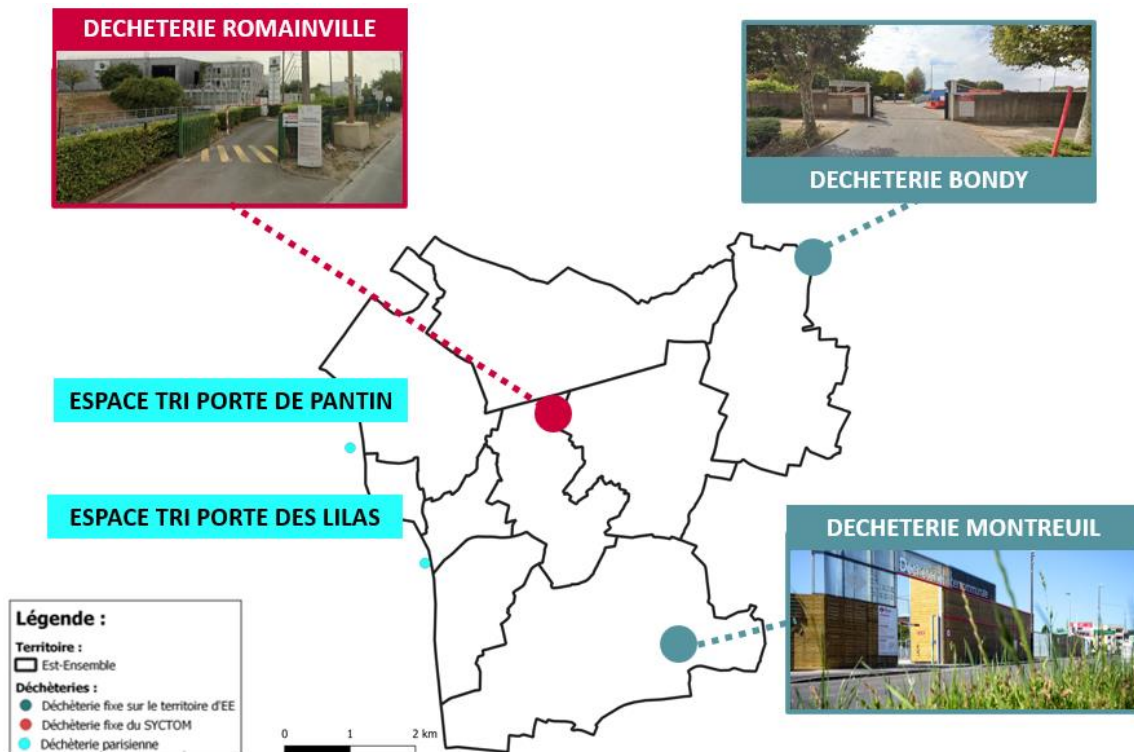 DECHETERIE ROMAINVILLE
DECHETERIE BONDY
ESPACE TRI PORTE DE PANTIN
ESPACE TRI PORTE DES LILAS
DECHETERIE MONTREUIL
Légende :
Territoire :
Est-Ensemble
Déchèteries :
Déchèterie fixe sur le territoire d'EE
Déchèterie fixe du SYCTOM
Déchèterie parisienne
0 1 2 km